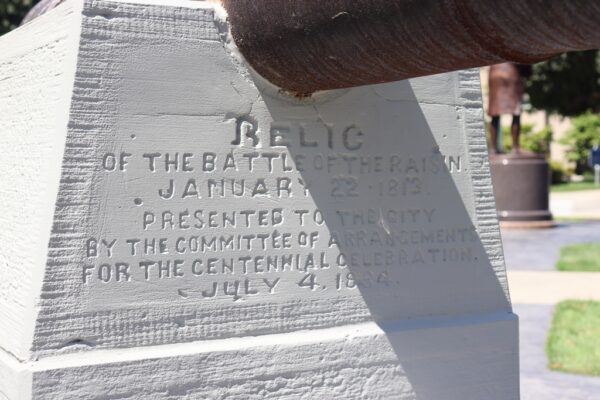 RELIC
OF THE BATTLE OF THE RAISIN.
JANUARY 22 · 1813.
PRESENTED TO THE CITY
BY THE COMMITTEE OF ARRANGEMENTS
FOR THE CENTENNIAL CELEBRATION,
JULY 4. 1884.